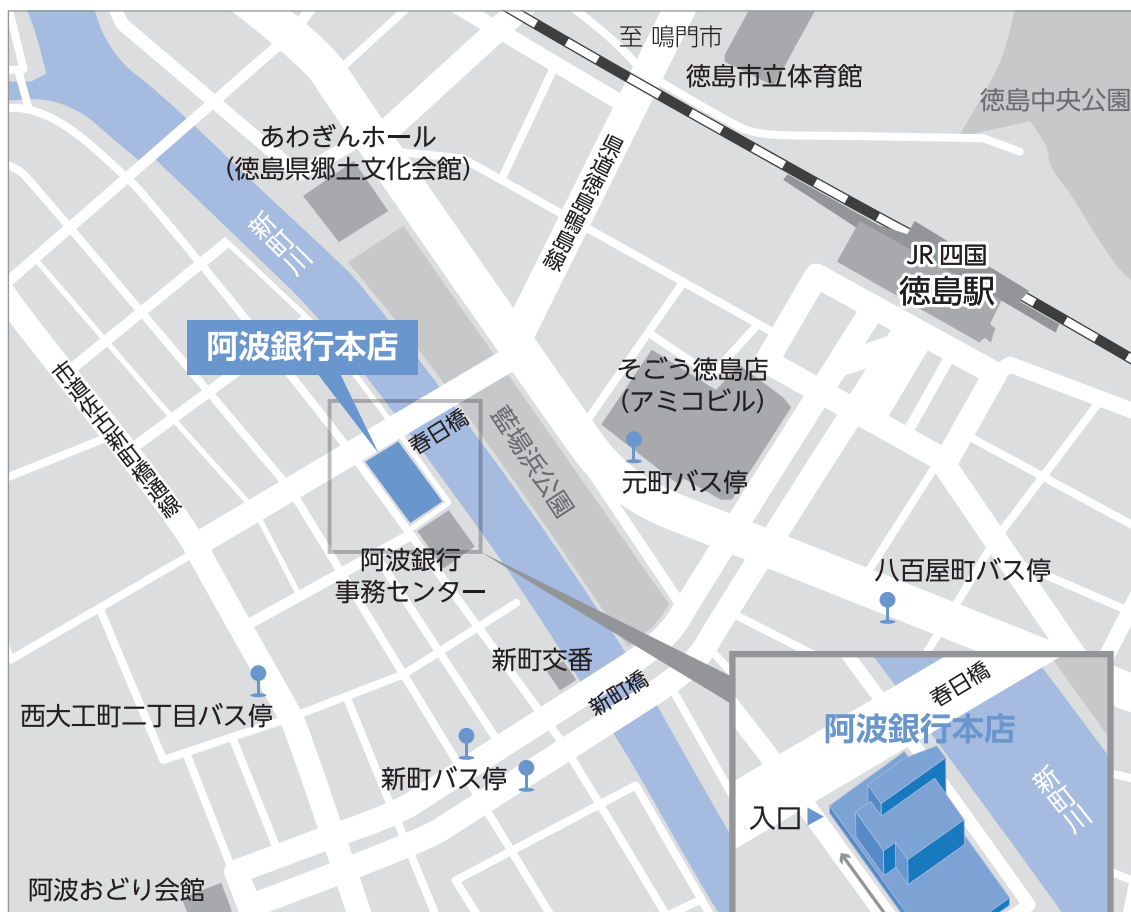 至 鳴門市
徳島市立体育館
徳島中央公園
あわぎんホール
（徳島県郷土文化会館）
県道徳島鴨島線
新町川
JR 四国
徳島駅
阿波銀行本店
そごう徳島店
（アミコビル）
市道佐古新町橋通線
春日橋
藍場浜公園
元町バス停
阿波銀行
事務センター
八百屋町バス停
新町交番
新町橋
西大工町二丁目バス停
新町バス停
春日橋
阿波銀行本店
新町川
入口
阿波おどり会館